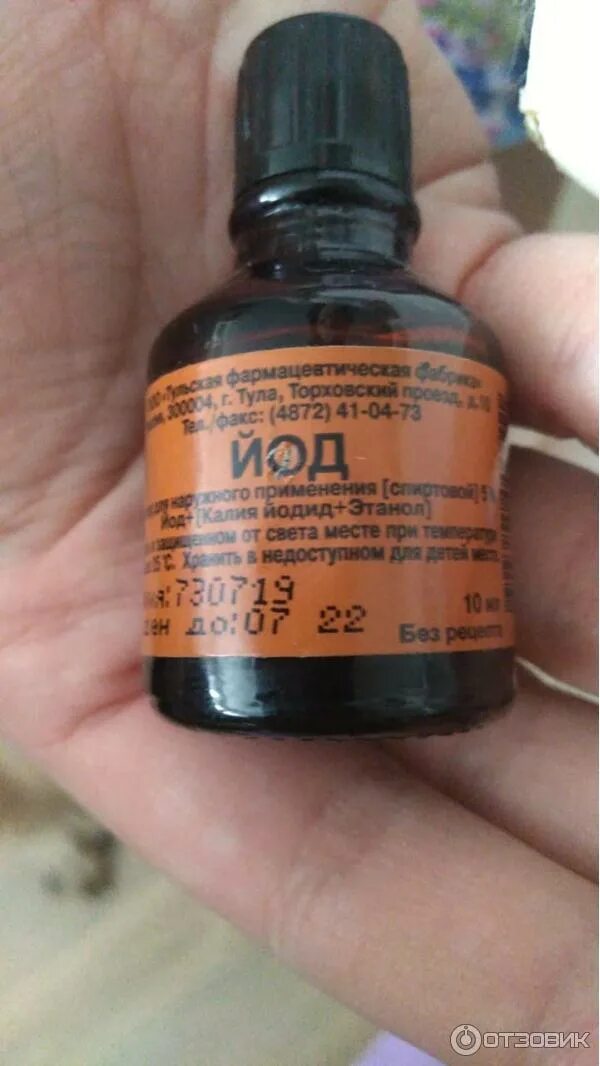 ООО «Тульская фармацевтическая фабрика»
300004, г. Тула, Торховский проезд, д.10
Тел./факс: (4872) 41-04-73
ЙОД
для наружного применения [спиртовой] 5
Йод+[Калия йодид+Этанол]
в защищенном от света месте при температуре
25 °C. Хранить в недоступном для детей месте.
:730719
10 мл
до:07 22
Без рецепта
ОТЗОВИК